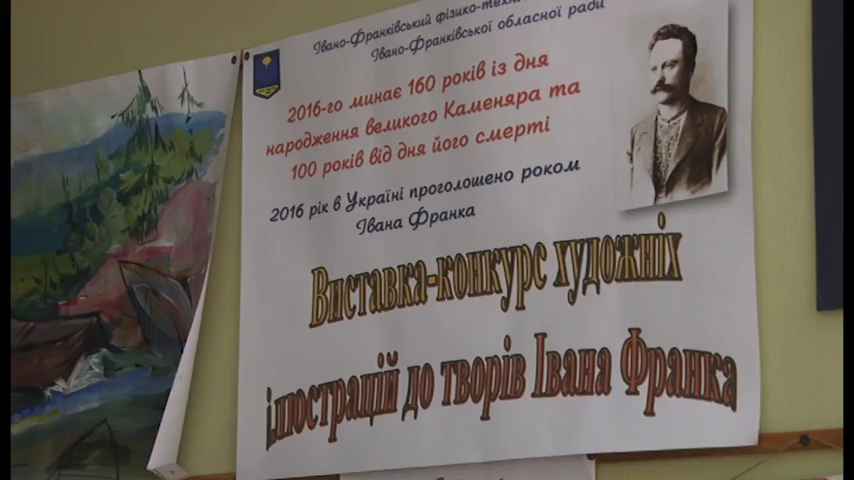 Івано-Франківський фізико-техн
Івано-Франківської обласної ради
2016-го минає 160 років із дня
народження великого Каменяра та
100 років від дня його смерті
2016 рік в Україні проголошено роком
Івана Франка
Виставка-конкурс художніх
ілюстрацій до творів Івана Франка